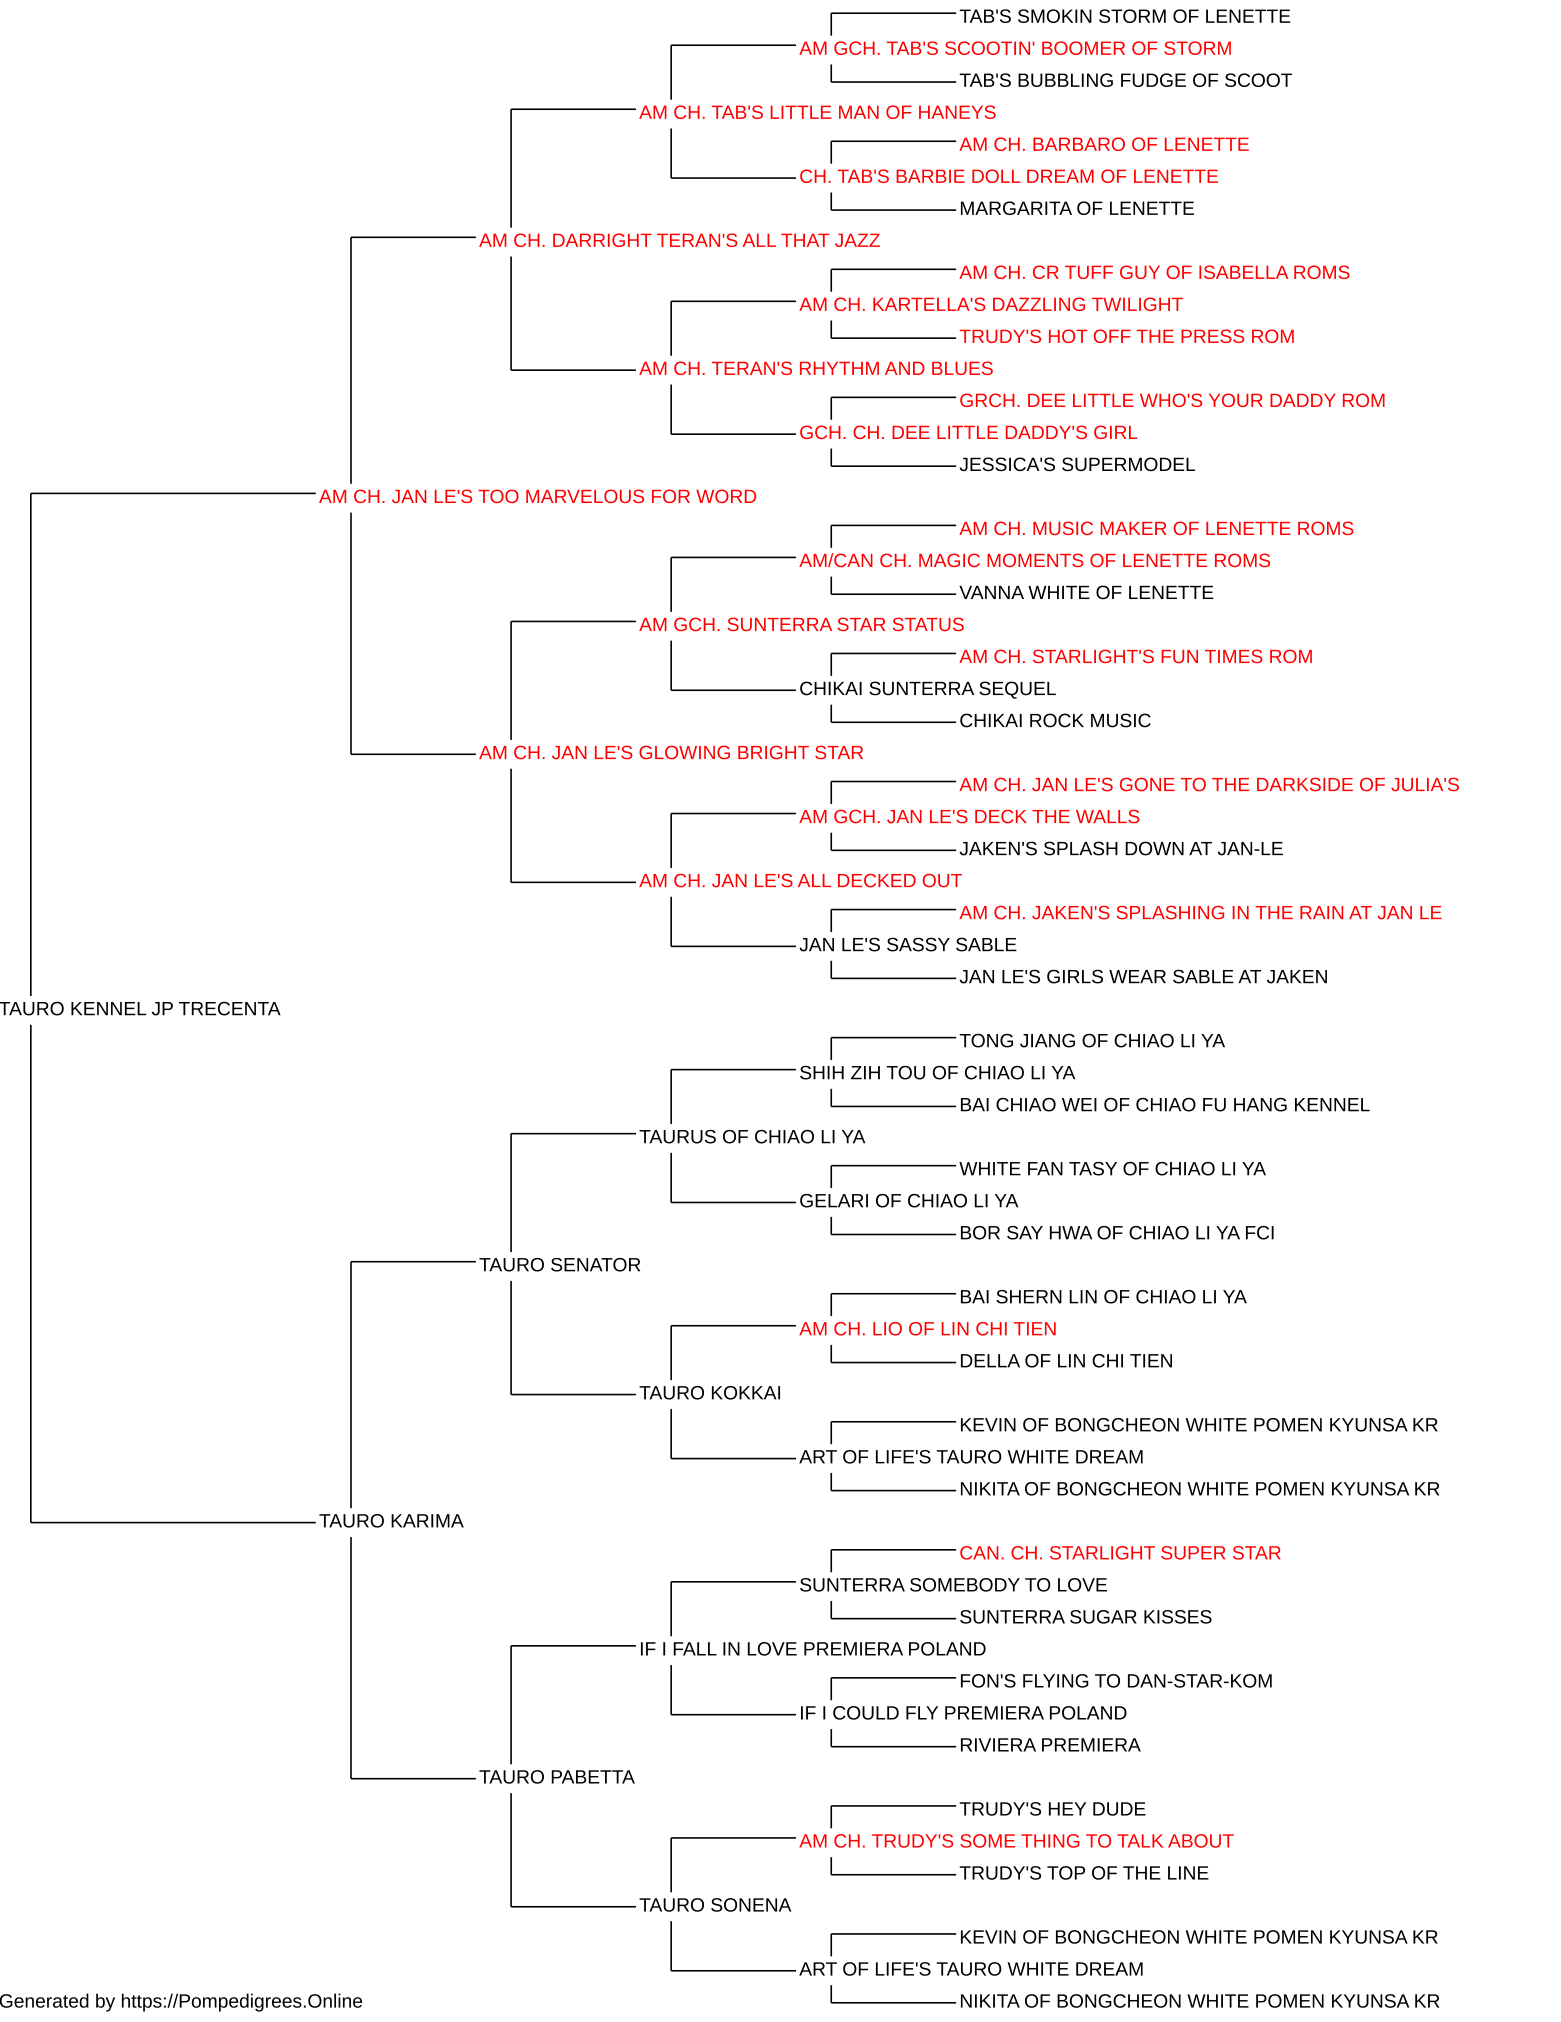 TAB'S SMOKIN STORM OF LENETTE
AM GCH. TAB'S SCOOTIN' BOOMER OF STORM
TAB'S BUBBLING FUDGE OF SCOOT
AM CH. TAB'S LITTLE MAN OF HANEYS
AM CH. BARBARO OF LENETTE
CH. TAB'S BARBIE DOLL DREAM OF LENETTE
MARGARITA OF LENETTE
AM CH. DARRIGHT TERAN'S ALL THAT JAZZ
AM CH. CR TUFF GUY OF ISABELLA ROMS
AM CH. KARTELLA'S DAZZLING TWILIGHT
TRUDY'S HOT OFF THE PRESS ROM
AM CH. TERAN'S RHYTHM AND BLUES
GRCH. DEE LITTLE WHO'S YOUR DADDY ROM
GCH. CH. DEE LITTLE DADDY'S GIRL
JESSICA'S SUPERMODEL
AM CH. JAN LE'S TOO MARVELOUS FOR WORD
AM CH. MUSIC MAKER OF LENETTE ROMS
AM/CAN CH. MAGIC MOMENTS OF LENETTE ROMS
VANNA WHITE OF LENETTE
AM GCH. SUNTERRA STAR STATUS
AM CH. STARLIGHT'S FUN TIMES ROM
CHIKAI SUNTERRA SEQUEL
CHIKAI ROCK MUSIC
AM CH. JAN LE'S GLOWING BRIGHT STAR
AM CH. JAN LE'S GONE TO THE DARKSIDE OF JULIA'S
AM GCH. JAN LE'S DECK THE WALLS
JAKEN'S SPLASH DOWN AT JAN-LE
AM CH. JAN LE'S ALL DECKED OUT
AM CH. JAKEN'S SPLASHING IN THE RAIN AT JAN LE
JAN LE'S SASSY SABLE
JAN LE'S GIRLS WEAR SABLE AT JAKEN
TAURO KENNEL JP TRECENTA
TONG JIANG OF CHIAO LI YA
SHIH ZIH TOU OF CHIAO LI YA
BAI CHIAO WEI OF CHIAO FU HANG KENNEL
TAURUS OF CHIAO LI YA
WHITE FAN TASY OF CHIAO LI YA
GELARI OF CHIAO LI YA
BOR SAY HWA OF CHIAO LI YA FCI
TAURO SENATOR
BAI SHERN LIN OF CHIAO LI YA
AM CH. LIO OF LIN CHI TIEN
DELLA OF LIN CHI TIEN
TAURO KOKKAI
KEVIN OF BONGCHEON WHITE POMEN KYUNSA KR
ART OF LIFE'S TAURO WHITE DREAM
NIKITA OF BONGCHEON WHITE POMEN KYUNSA KR
TAURO KARIMA
CAN. CH. STARLIGHT SUPER STAR
SUNTERRA SOMEBODY TO LOVE
SUNTERRA SUGAR KISSES
IF I FALL IN LOVE PREMIERA POLAND
FON'S FLYING TO DAN-STAR-KOM
IF I COULD FLY PREMIERA POLAND
RIVIERA PREMIERA
TAURO PABETTA
TRUDY'S HEY DUDE
AM CH. TRUDY'S SOME THING TO TALK ABOUT
TRUDY'S TOP OF THE LINE
TAURO SONENA
KEVIN OF BONGCHEON WHITE POMEN KYUNSA KR
ART OF LIFE'S TAURO WHITE DREAM
NIKITA OF BONGCHEON WHITE POMEN KYUNSA KR
Generated by https://Pompedigrees.Online